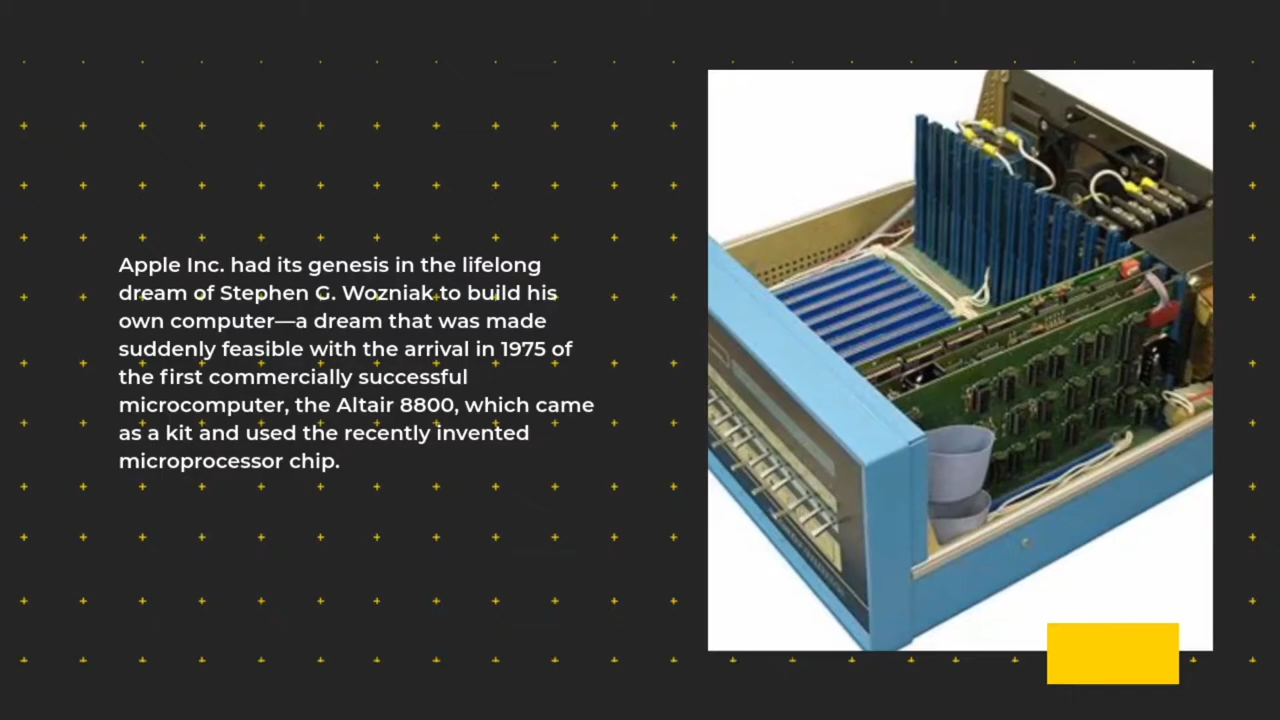 Apple Inc. had its genesis in the lifelong
dream of Stephen G. Wozniak to build his
own computer—a dream that was made
suddenly feasible with the arrival in 1975 of
the first commercially successful
microcomputer, the Altair 8800, which came
as a kit and used the recently invented
microprocessor chip.